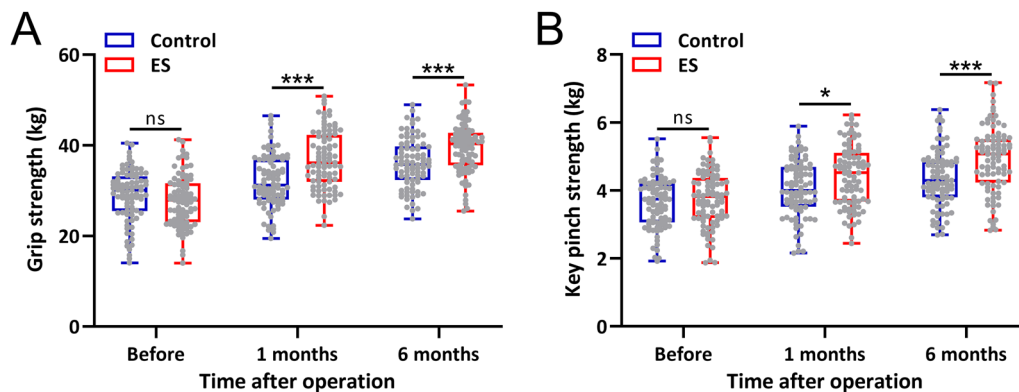 A
Control
ES
Grip strength (kg)
60
40
20
0
ns
***
***
Before
1 months
6 months
Time after operation
B
Control
ES
Key pinch strength (kg)
8
6
4
2
0
ns
*
***
Before
1 months
6 months
Time after operation